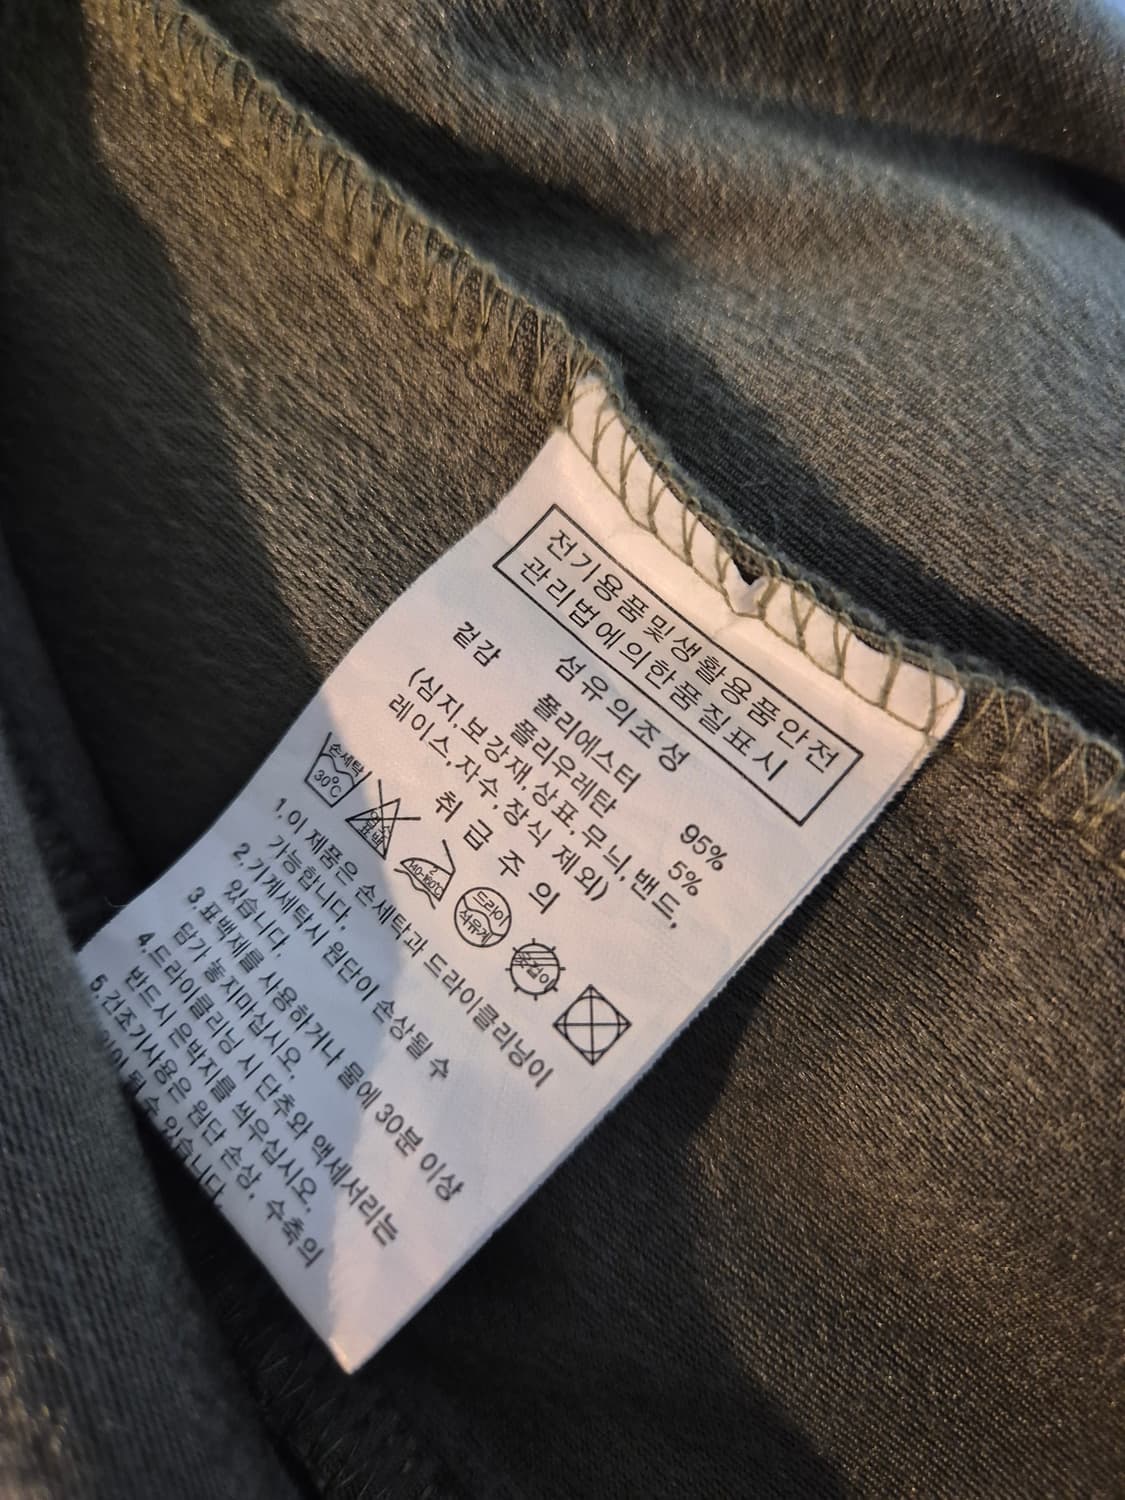 전기용품및생활용품안전
관리법에의한품질표시
섬유의조성
겉감 폴리에스터 95%
폴리우레탄 5%
(심지,보강재,상표,무늬,밴드,
레이스,자수,장식 제외)
취급주의
손세탁
30℃
드라이
석유계
1.이 제품은 손세탁과 드라이클리닝이
가능합니다.
2.기계세탁시 원단이 손상될 수
있습니다.
3 표백제를 사용하거나 물에 30분 이상
담가 놓지마십시오.
4.드라이클리닝 시 단추와 액세서리는
반드시 은박지를 씌우십시오.
5.건조기사용은 원단 손상, 수축의
될 수 있습니다.